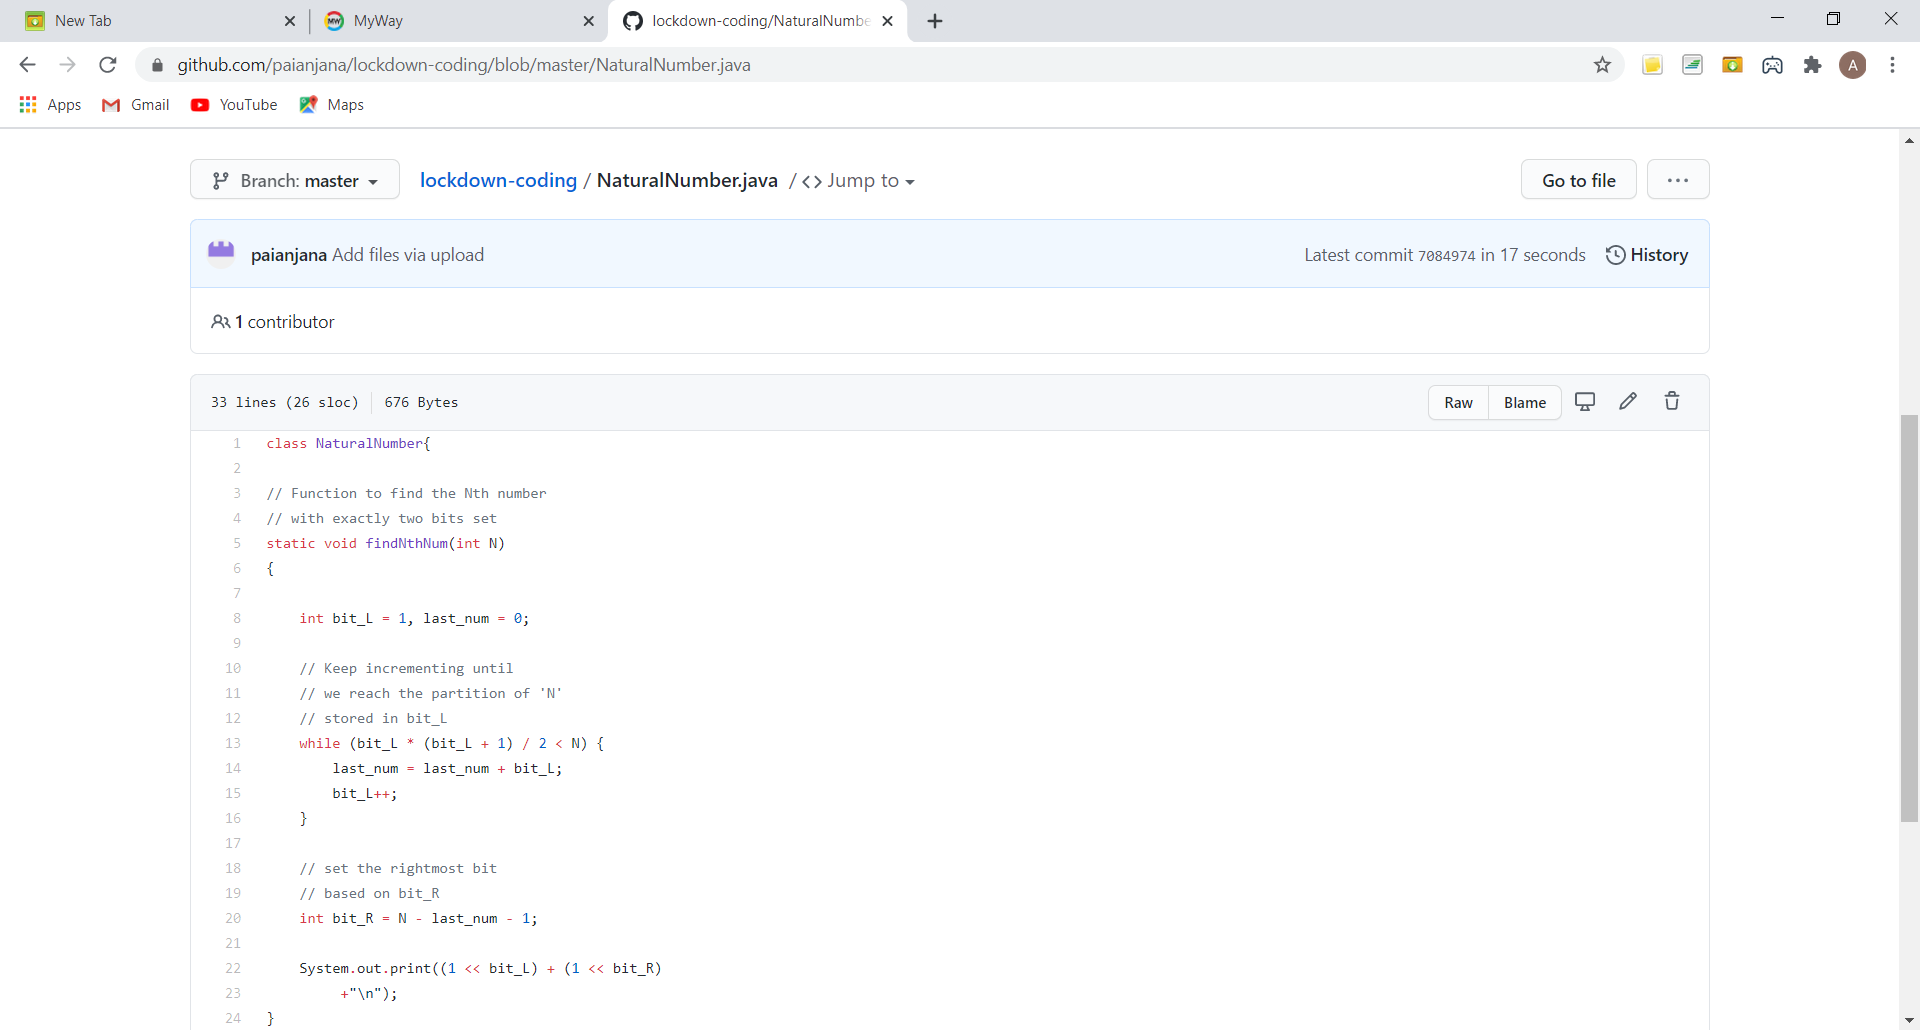 New Tab
MyWay
lockdown-coding/NaturalNumbe
github.com/paianjana/lockdown-coding/blob/master/NaturalNumber.java
A
Apps
Gmail
YouTube
Maps
Branch: master
lockdown-coding / NaturalNumber.java / <> Jump to
Go to file
...
paianjana Add files via upload
Latest commit 7084974 in 17 seconds
History
1 contributor
33 lines (26 sloc)
676 Bytes
Raw
Blame
1 class NaturalNumber{
2
3 // Function to find the Nth number
4 // with exactly two bits set
5 static void findNthNum(int N)
6 {
7
8     int bit_L = 1, last_num = 0;
9
10     // Keep incrementing until
11     // we reach the partition of 'N'
12     // stored in bit_L
13     while (bit_L * (bit_L + 1) / 2 < N) {
14         last_num = last_num + bit_L;
15         bit_L++;
16     }
17
18     // set the rightmost bit
19     // based on bit_R
20     int bit_R = N - last_num - 1;
21
22     System.out.print((1 << bit_L) + (1 << bit_R)
23          +"\n");
24 }